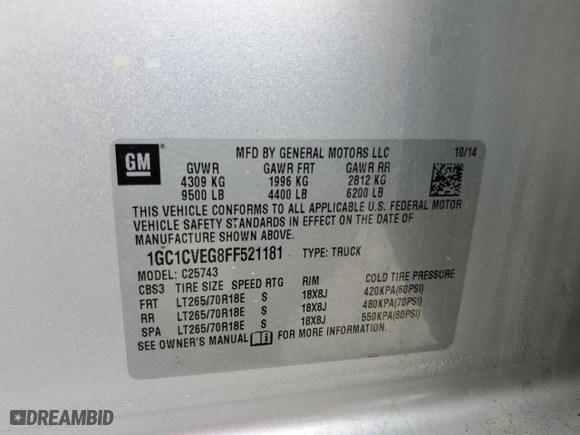 GM
MFD BY GENERAL MOTORS LLC 10/14
GVWR GAWR FRT GAWR RR
4309 KG 1996 KG 2812 KG
9500 LB 4400 LB 6200 LB
THIS VEHICLE CONFORMS TO ALL APPLICABLE U.S. FEDERAL MOTOR
VEHICLE SAFETY STANDARDS IN EFFECT ON THE DATE OF
MANUFACTURE SHOWN ABOVE.
1GC1CVEG8FF521181 TYPE: TRUCK
MODEL: C25743
CBS3 TIRE SIZE SPEED RTG RIM COLD TIRE PRESSURE
FRT LT265/70R18E S 18X8J 420KPA(60PSI)
RR LT265/70R18E S 18X8J 480KPA(70PSI)
SPA LT265/70R18E S 18X8J 550KPA(80PSI)
SEE OWNER'S MANUAL FOR MORE INFORMATION.
DREAMBID